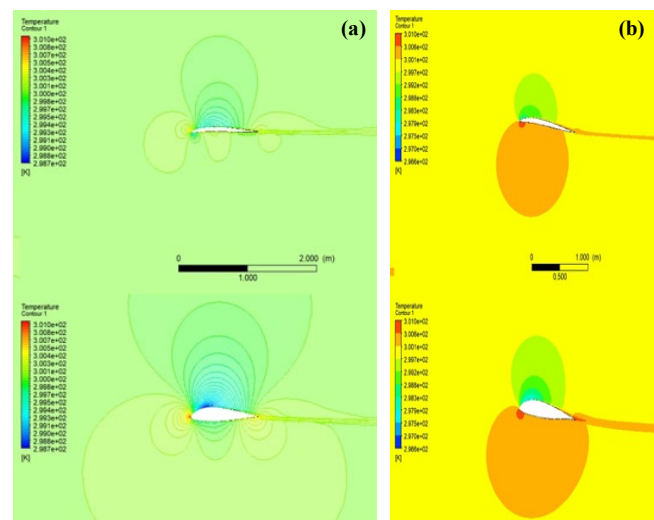 Temperature
Contour 1
(a)
3.010e+02
3.008e+02
3.007e+02
3.005e+02
3.004e+02
3.003e+02
3.001e+02
3.000e+02
2.998e+02
2.997e+02
2.995e+02
2.994e+02
2.993e+02
2.991e+02
2.990e+02
2.988e+02
2.987e+02
[K]
0 2.000 (m)
1.000
Temperature
Contour 1
3.010e+02
3.008e+02
3.007e+02
3.005e+02
3.004e+02
3.003e+02
3.001e+02
3.000e+02
2.998e+02
2.997e+02
2.995e+02
2.994e+02
2.993e+02
2.991e+02
2.990e+02
2.988e+02
2.987e+02
[K]
Temperature
Contour 1
(b)
3.010e+02
3.006e+02
3.001e+02
2.997e+02
2.992e+02
2.988e+02
2.983e+02
2.979e+02
2.975e+02
2.970e+02
2.966e+02
[K]
0 1.000 (m)
0.500
Temperature
Contour 1
3.010e+02
3.006e+02
3.001e+02
2.997e+02
2.992e+02
2.988e+02
2.983e+02
2.979e+02
2.975e+02
2.970e+02
2.966e+02
[K]